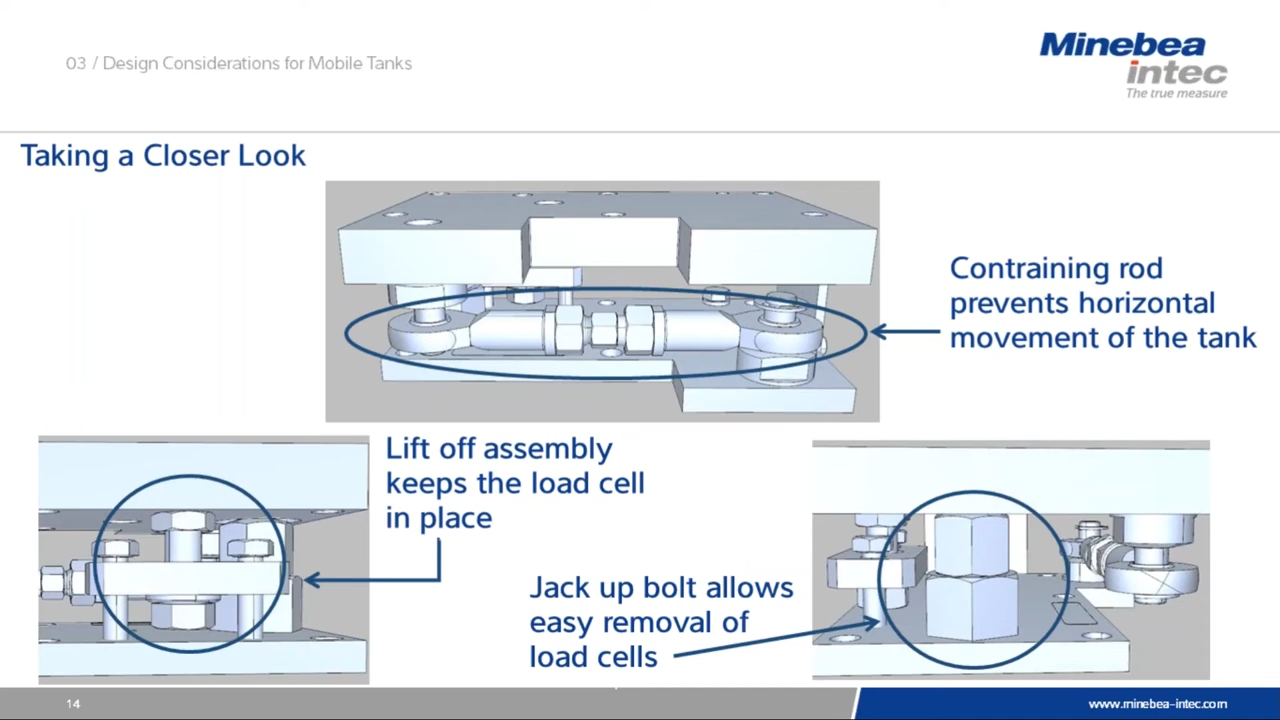 03 / Design Considerations for Mobile Tanks
Minebea
intec
The true measure
Taking a Closer Look
Contraining rod
prevents horizontal
movement of the tank
Lift off assembly
keeps the load cell
in place
Jack up bolt allows
easy removal of
load cells
14
www.minebea-intec.com